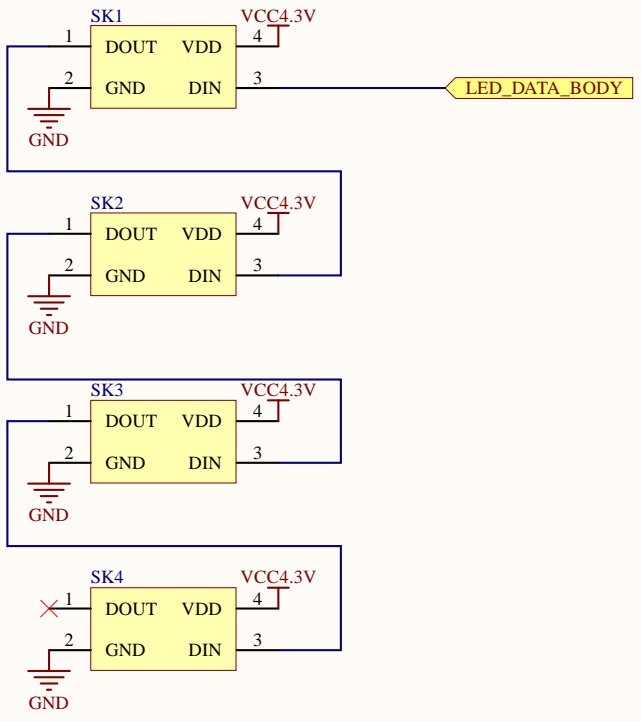 SK1
VCC4.3V
1 DOUT VDD 4
2 GND DIN 3
LED_DATA_BODY
GND
SK2
VCC4.3V
1 DOUT VDD 4
2 GND DIN 3
GND
SK3
VCC4.3V
1 DOUT VDD 4
2 GND DIN 3
GND
SK4
VCC4.3V
1 DOUT VDD 4
2 GND DIN 3
GND